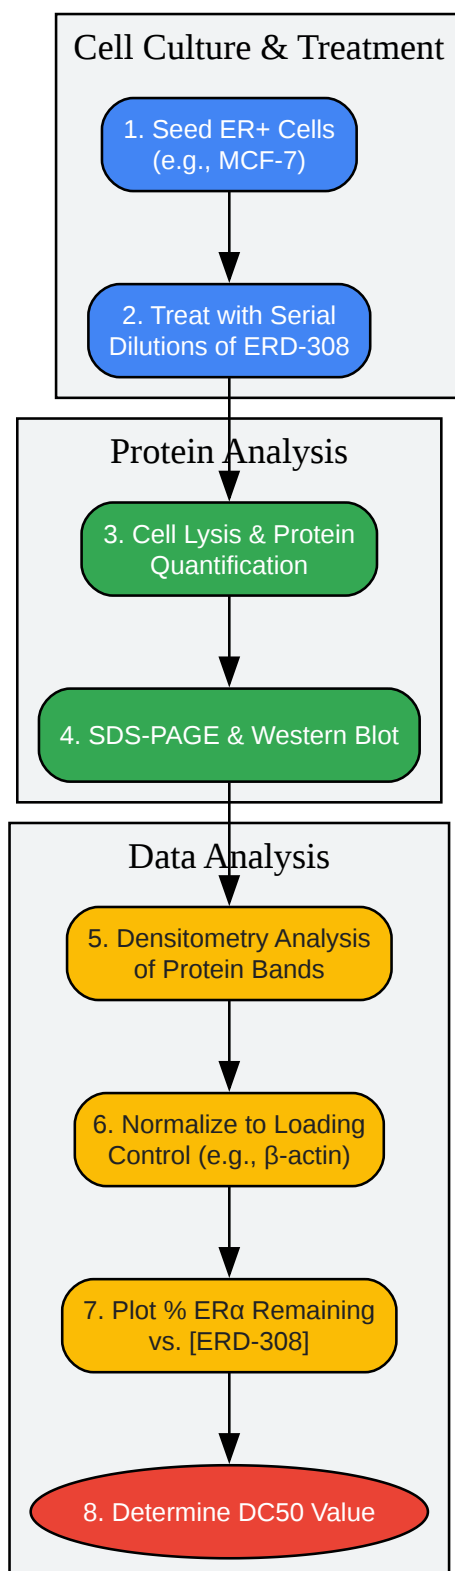 Cell Culture & Treatment
1. Seed ER+ Cells
(e.g., MCF-7)
2. Treat with Serial
Dilutions of ERD-308
Protein Analysis
3. Cell Lysis & Protein
Quantification
4. SDS-PAGE & Western Blot
Data Analysis
5. Densitometry Analysis
of Protein Bands
6. Normalize to Loading
Control (e.g., β-actin)
7. Plot % ERα Remaining
vs. [ERD-308]
8. Determine DC50 Value